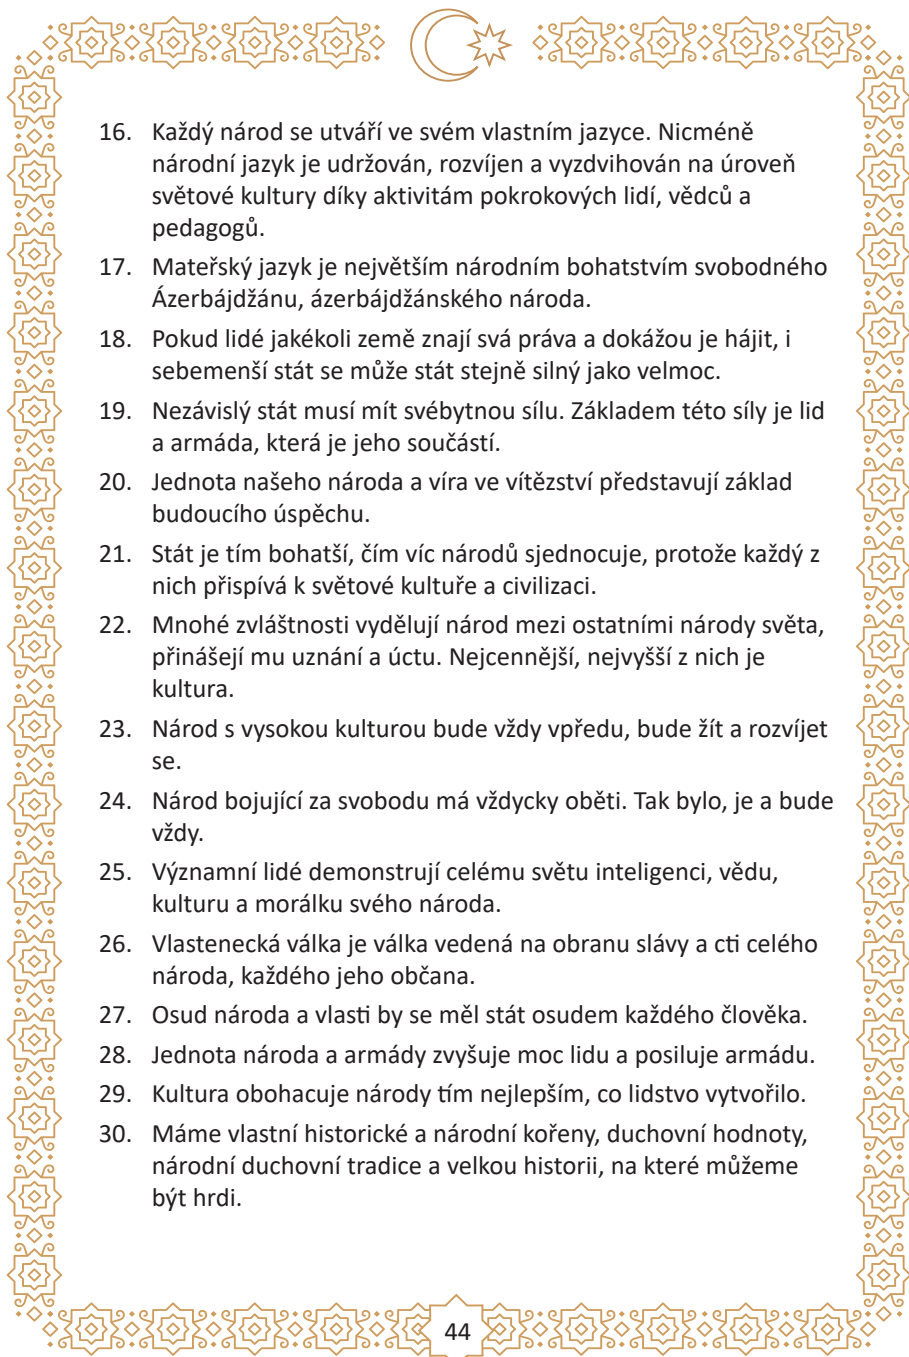 16. Každý národ se utváří ve svém vlastním jazyce. Nicméně
národní jazyk je udržován, rozvíjen a vyzdvihován na úroveň
světové kultury díky aktivitám pokrokových lidí, vědců a
pedagogů.
17. Mateřský jazyk je největším národním bohatstvím svobodného
Ázerbájdžánu, ázerbájdžánského národa.
18. Pokud lidé jakékoli země znají svá práva a dokážou je hájit, i
sebemenší stát se může stát stejně silný jako velmoc.
19. Nezávislý stát musí mít svébytnou sílu. Základem této síly je lid
a armáda, která je jeho součástí.
20. Jednota našeho národa a víra ve vítězství představují základ
budoucího úspěchu.
21. Stát je tím bohatší, čím víc národů sjednocuje, protože každý z
nich přispívá k světové kultuře a civilizaci.
22. Mnohé zvláštnosti vydělují národ mezi ostatními národy světa,
přinášejí mu uznání a úctu. Nejcennější, nejvyšší z nich je
kultura.
23. Národ s vysokou kulturou bude vždy vpředu, bude žít a rozvíjet
se.
24. Národ bojující za svobodu má vždycky oběti. Tak bylo, je a bude
vždy.
25. Významní lidé demonstrují celému světu inteligenci, vědu,
kulturu a morálku svého národa.
26. Vlastenecká válka je válka vedená na obranu slávy a cti celého
národa, každého jeho občana.
27. Osud národa a vlasti by se měl stát osudem každého člověka.
28. Jednota národa a armády zvyšuje moc lidu a posiluje armádu.
29. Kultura obohacuje národy tím nejlepším, co lidstvo vytvořilo.
30. Máme vlastní historické a národní kořeny, duchovní hodnoty,
národní duchovní tradice a velkou historii, na které můžeme
být hrdi.
44